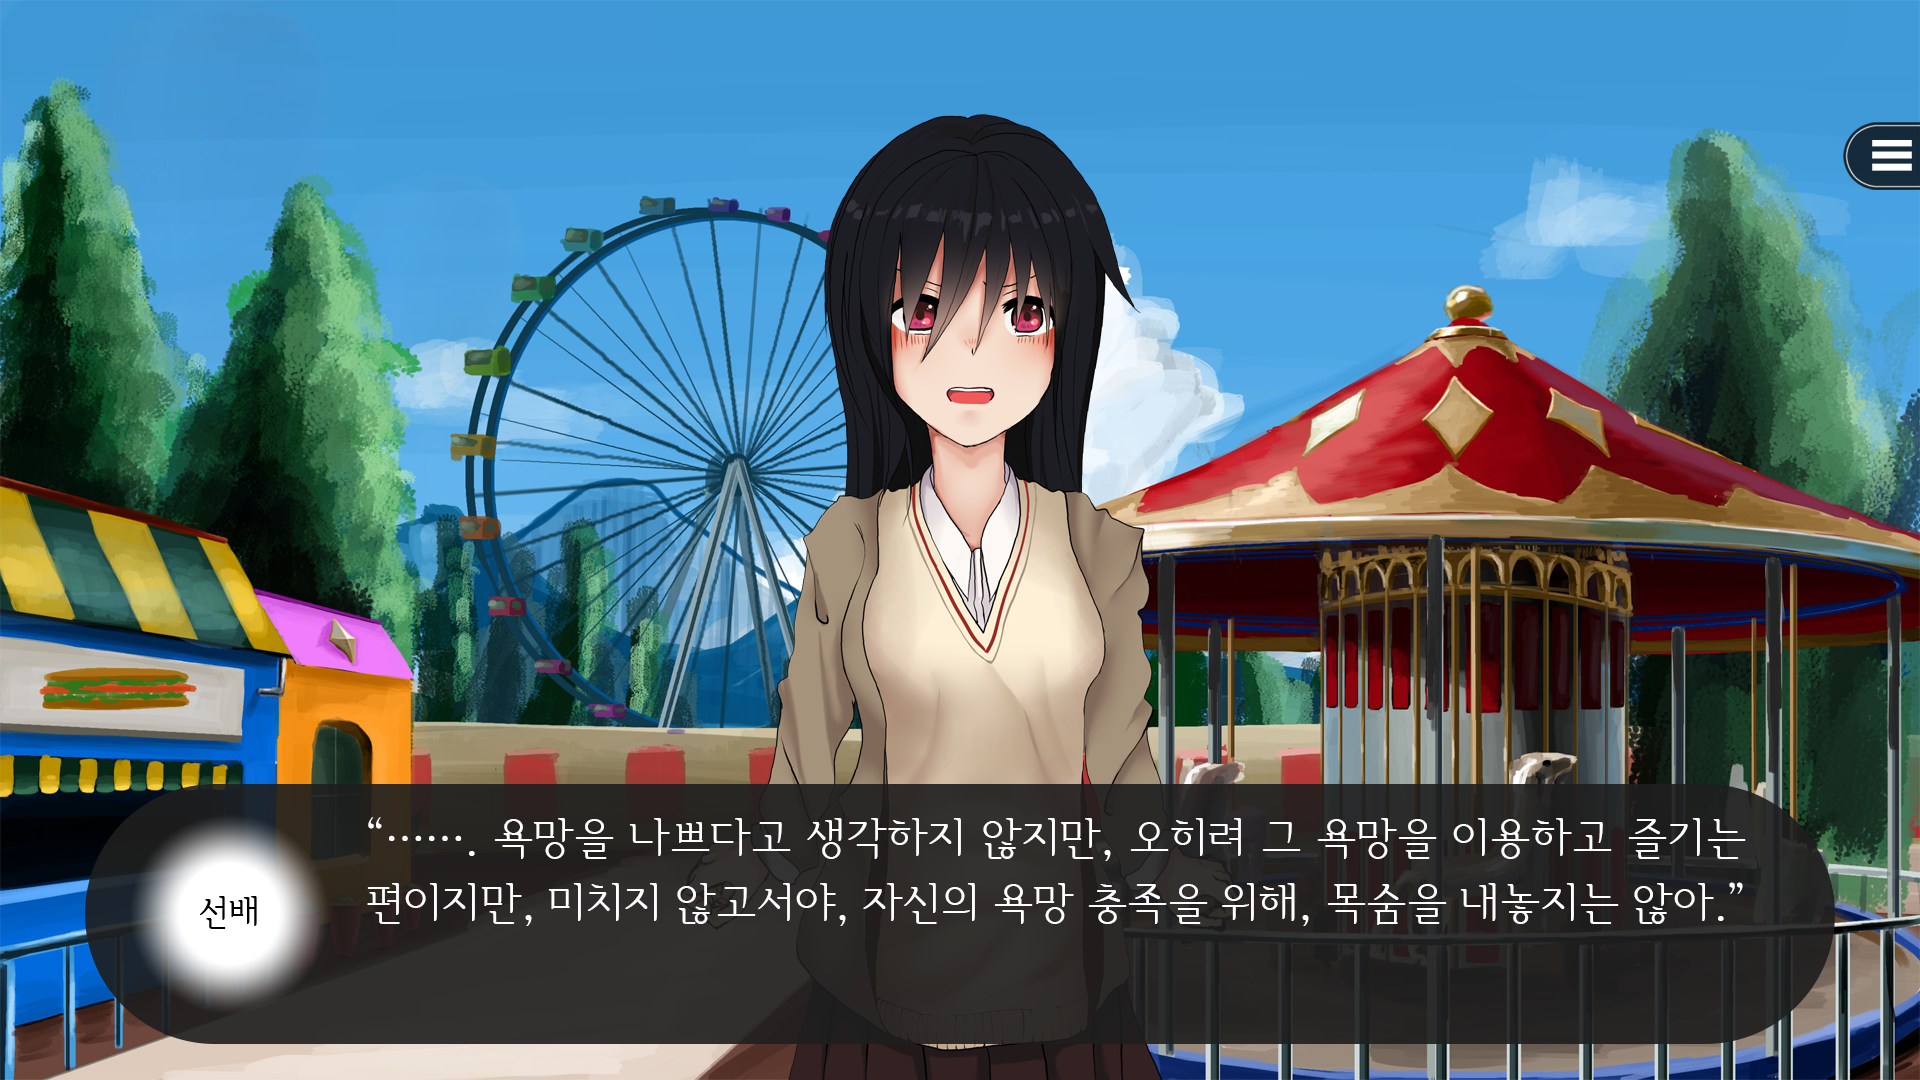 “……. 욕망을 나쁘다고 생각하지 않지만, 오히려 그 욕망을 이용하고 즐기는
편이지만, 미치지 않고서야, 자신의 욕망 충족을 위해, 목숨을 내놓지는 않아.”
선배